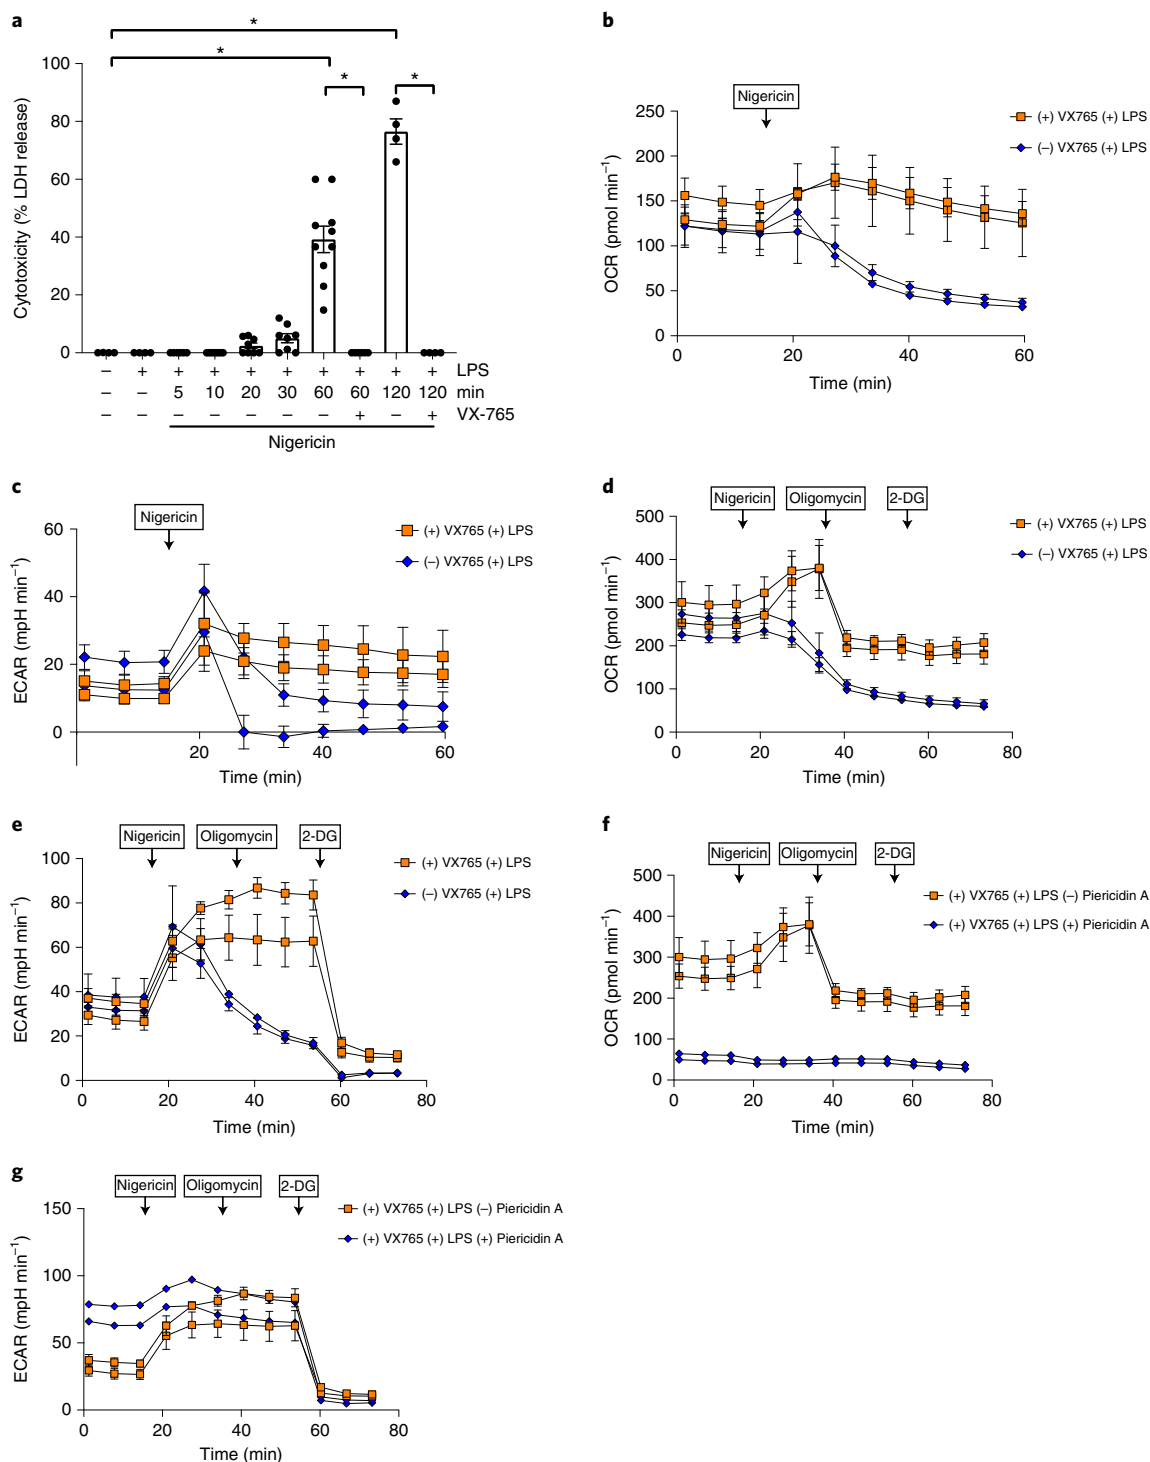 a
*
*
* *
100
80
60
40
20
0
Cytotoxicity (% LDH release)
– + + + + + + + + + LPS
– – 5 10 20 30 60 60 120 120 min
– – – – – – – + – + VX-765
Nigericin
b
Nigericin
(+) VX765 (+) LPS
(–) VX765 (+) LPS
250
200
150
100
50
0
OCR (pmol min⁻¹)
0 20 40 60
Time (min)
c
Nigericin
(+) VX765 (+) LPS
(–) VX765 (+) LPS
60
40
20
0
ECAR (mpH min⁻¹)
20 40 60
Time (min)
d
Nigericin Oligomycin 2-DG
(+) VX765 (+) LPS
(–) VX765 (+) LPS
500
400
300
200
100
0
OCR (pmol min⁻¹)
0 20 40 60 80
Time (min)
e
Nigericin Oligomycin 2-DG
(+) VX765 (+) LPS
(–) VX765 (+) LPS
100
80
60
40
20
0
ECAR (mpH min⁻¹)
0 20 40 60 80
Time (min)
f
Nigericin Oligomycin 2-DG
(+) VX765 (+) LPS (–) Piericidin A
(+) VX765 (+) LPS (+) Piericidin A
500
400
300
200
100
0
OCR (pmol min⁻¹)
0 20 40 60 80
Time (min)
g
Nigericin Oligomycin 2-DG
(+) VX765 (+) LPS (–) Piericidin A
(+) VX765 (+) LPS (+) Piericidin A
150
100
50
0
ECAR (mpH min⁻¹)
0 20 40 60 80
Time (min)